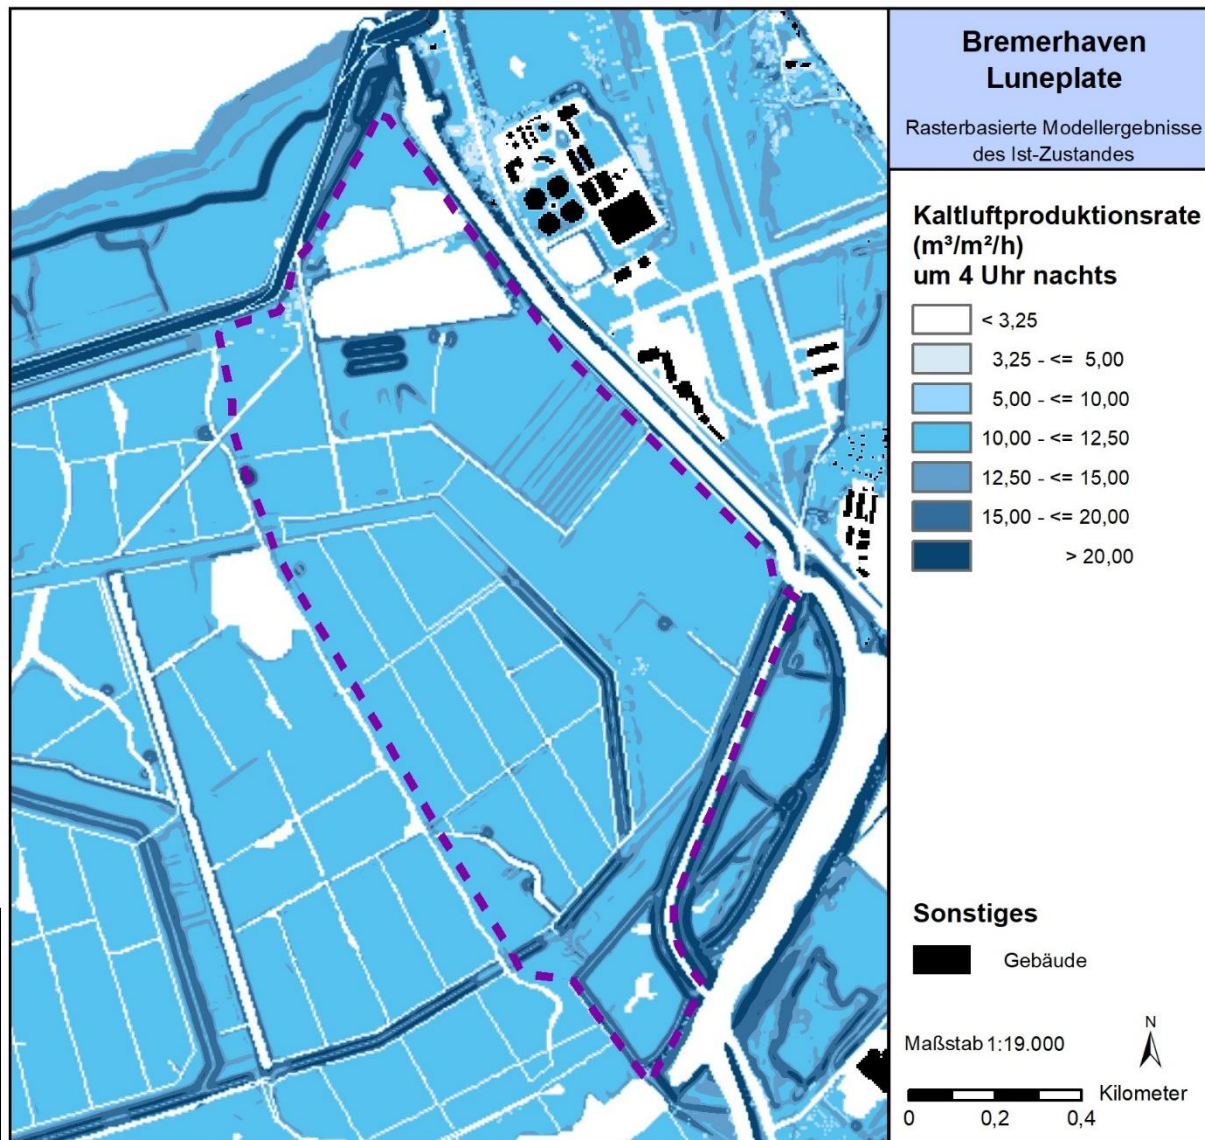 Bremerhaven
Luneplate
Rasterbasierte Modellergebnisse
des Ist-Zustandes
Kaltluftproduktionsrate
(m³/m²/h)
um 4 Uhr nachts
< 3,25
3,25 - <= 5,00
5,00 - <= 10,00
10,00 - <= 12,50
12,50 - <= 15,00
15,00 - <= 20,00
> 20,00
Sonstiges
Gebäude
N
Maßstab 1:19.000
Kilometer
0 0,2 0,4